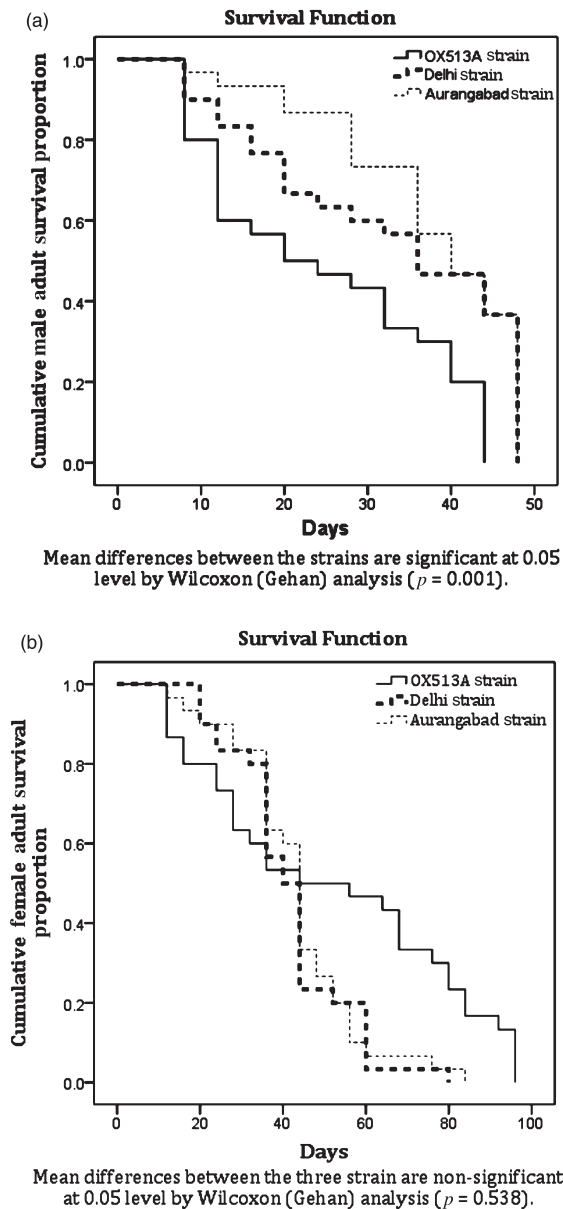 (a)
Survival Function
OX513A strain
Delhi strain
Aurangabad strain
Cumulative male adult survival proportion
1.0
0.8
0.6
0.4
0.2
0.0
0 10 20 30 40 50
Days
Mean differences between the strains are significant at 0.05
level by Wilcoxon (Gehan) analysis (p = 0.001).
(b)
Survival Function
OX513A strain
Delhi strain
Aurangabad strain
Cumulative female adult survival
proportion
1.0
0.8
0.6
0.4
0.2
0.0
0 20 40 60 80 100
Days
Mean differences between the three strain are non-significant
at 0.05 level by Wilcoxon (Gehan) analysis (p = 0.538).